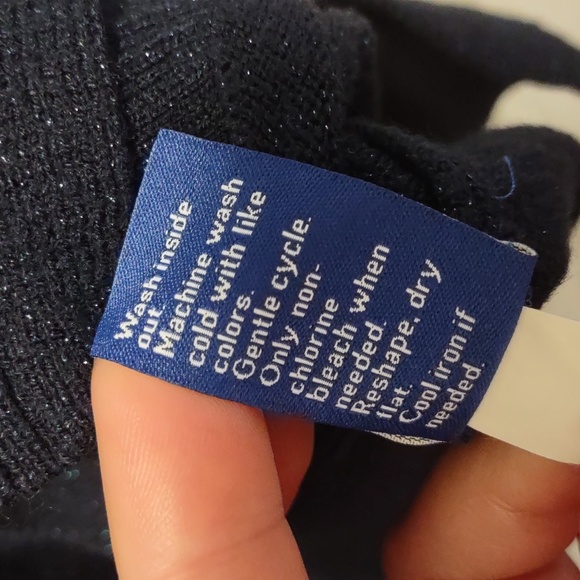 Wash inside
out.
Machine wash
cold with like
colors.
Gentle cycle.
Only non-
chlorine
bleach when
needed.
Reshape, dry
flat.
Cool iron if
needed.